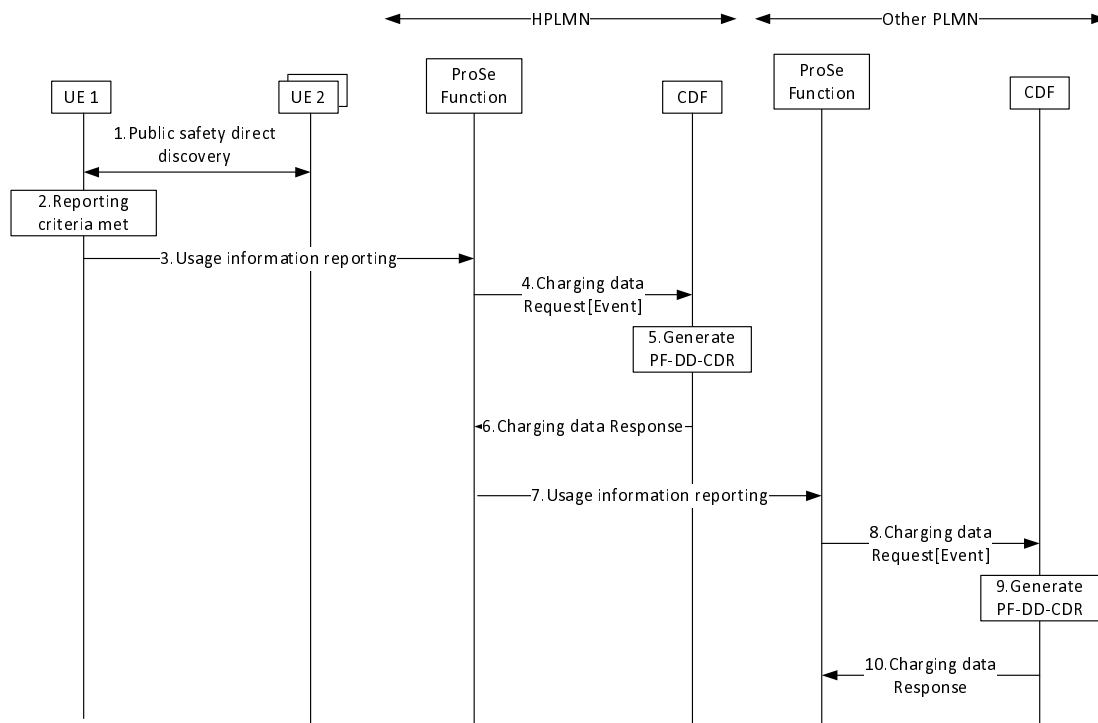 HPLMN
Other PLMN
UE 1
UE 2
ProSe
Function
CDF
ProSe
Function
CDF
1.Public safety direct
discovery
2.Reporting
criteria met
3.Usage information reporting
4.Charging data
Request[Event]
5.Generate
PF-DD-CDR
6.Charging data Response
7.Usage information reporting
8.Charging data
Request[Event]
9.Generate
PF-DD-CDR
10.Charging data
Response